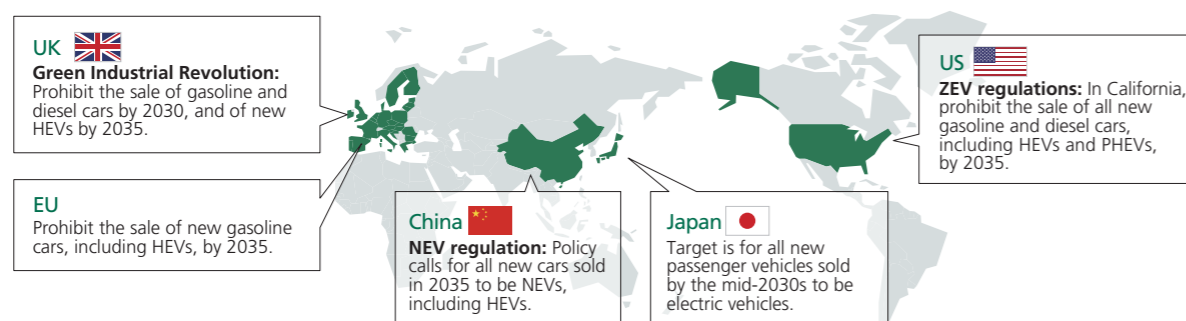 UK
Green Industrial Revolution:
Prohibit the sale of gasoline and
diesel cars by 2030, and of new
HEVs by 2035.
EU
Prohibit the sale of new gasoline
cars, including HEVs, by 2035.
China
NEV regulation: Policy
calls for all new cars sold
in 2035 to be NEVs,
including HEVs.
Japan
Target is for all new
passenger vehicles sold
by the mid-2030s to be
electric vehicles.
US
ZEV regulations: In California,
prohibit the sale of all new
gasoline and diesel cars,
including HEVs and PHEVs,
by 2035.